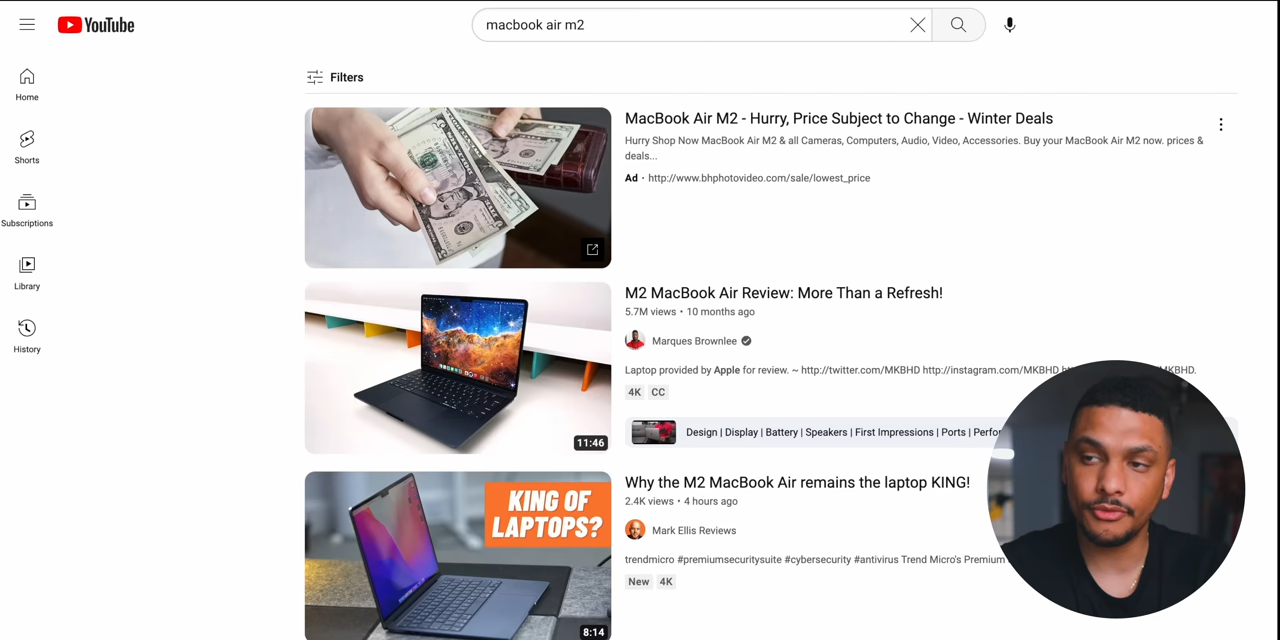 YouTube
macbook air m2
Home
Shorts
Subscriptions
Library
History
Filters
MacBook Air M2 - Hurry, Price Subject to Change - Winter Deals
Hurry Shop Now MacBook Air M2 & all Cameras, Computers, Audio, Video, Accessories. Buy your MacBook Air M2 now. prices &
deals...
Ad · http://www.bhphotovideo.com/sale/lowest_price
M2 MacBook Air Review: More Than a Refresh!
5.7M views • 10 months ago
Marques Brownlee
Laptop provided by Apple for review. ~ http://twitter.com/MKBHD http://instagram.com/MKBHD
4K CC
11:46
Design | Display | Battery | Speakers | First Impressions | Ports |
KING OF
LAPTOPS?
8:14
Why the M2 MacBook Air remains the laptop KING!
2.4K views • 4 hours ago
Mark Ellis Reviews
trendmicro #premiumsecuritysuite #cybersecurity #antivirus Trend Micro's Premium
New 4K